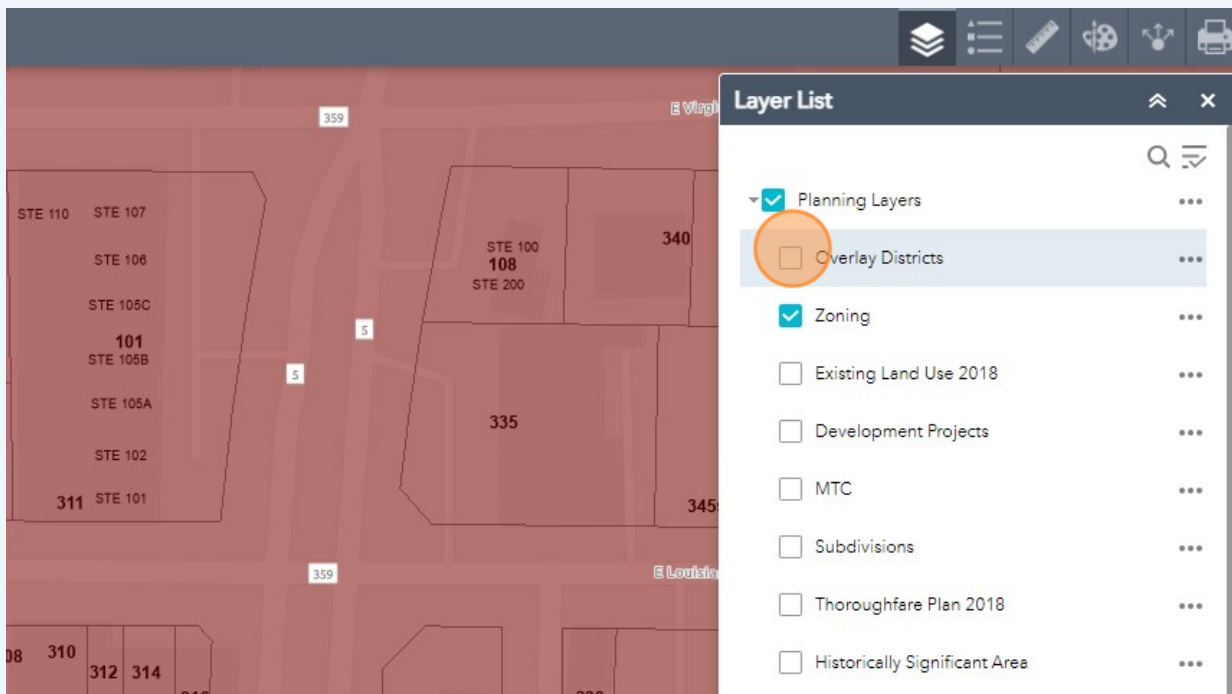 Layer List
Planning Layers
Overlay Districts
Zoning
Existing Land Use 2018
Development Projects
MTC
Subdivisions
Thoroughfare Plan 2018
Historically Significant Area
359
E Virgi
STE 110 STE 107
STE 106
STE 105C
101
STE 105B
STE 105A
STE 102
311 STE 101
5
5
STE 100
108
STE 200
340
335
345
359
E Louisia
08 310
312 314